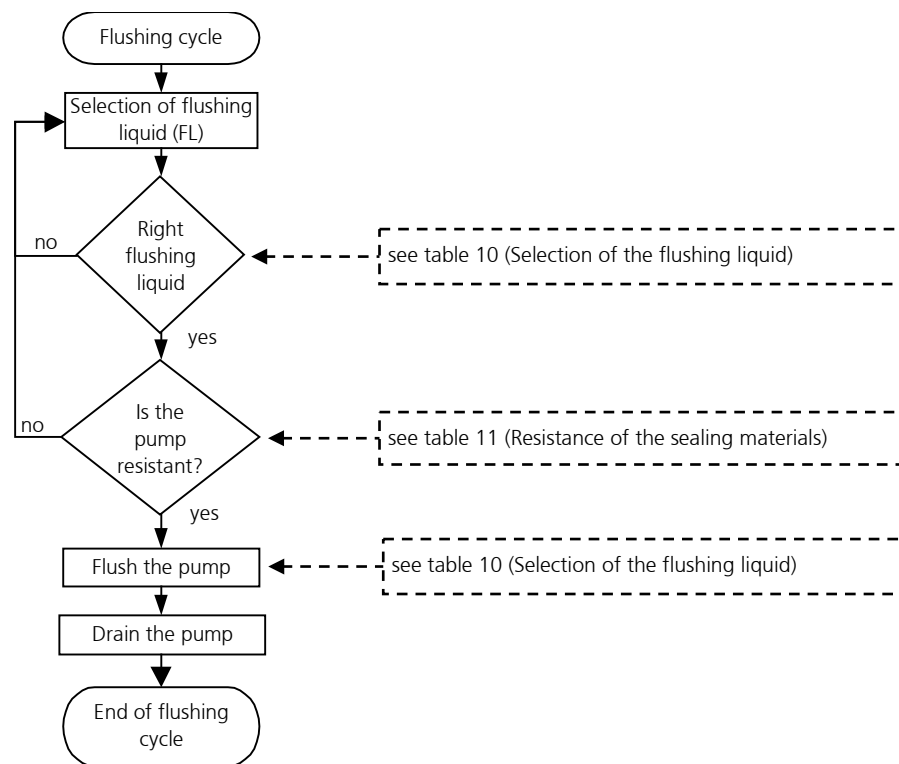 Flushing cycle
Selection of flushing
liquid (FL)
Right
flushing
liquid
no
see table 10 (Selection of the flushing liquid)
yes
Is the
pump
resistant?
no
see table 11 (Resistance of the sealing materials)
yes
Flush the pump
see table 10 (Selection of the flushing liquid)
Drain the pump
End of flushing
cycle